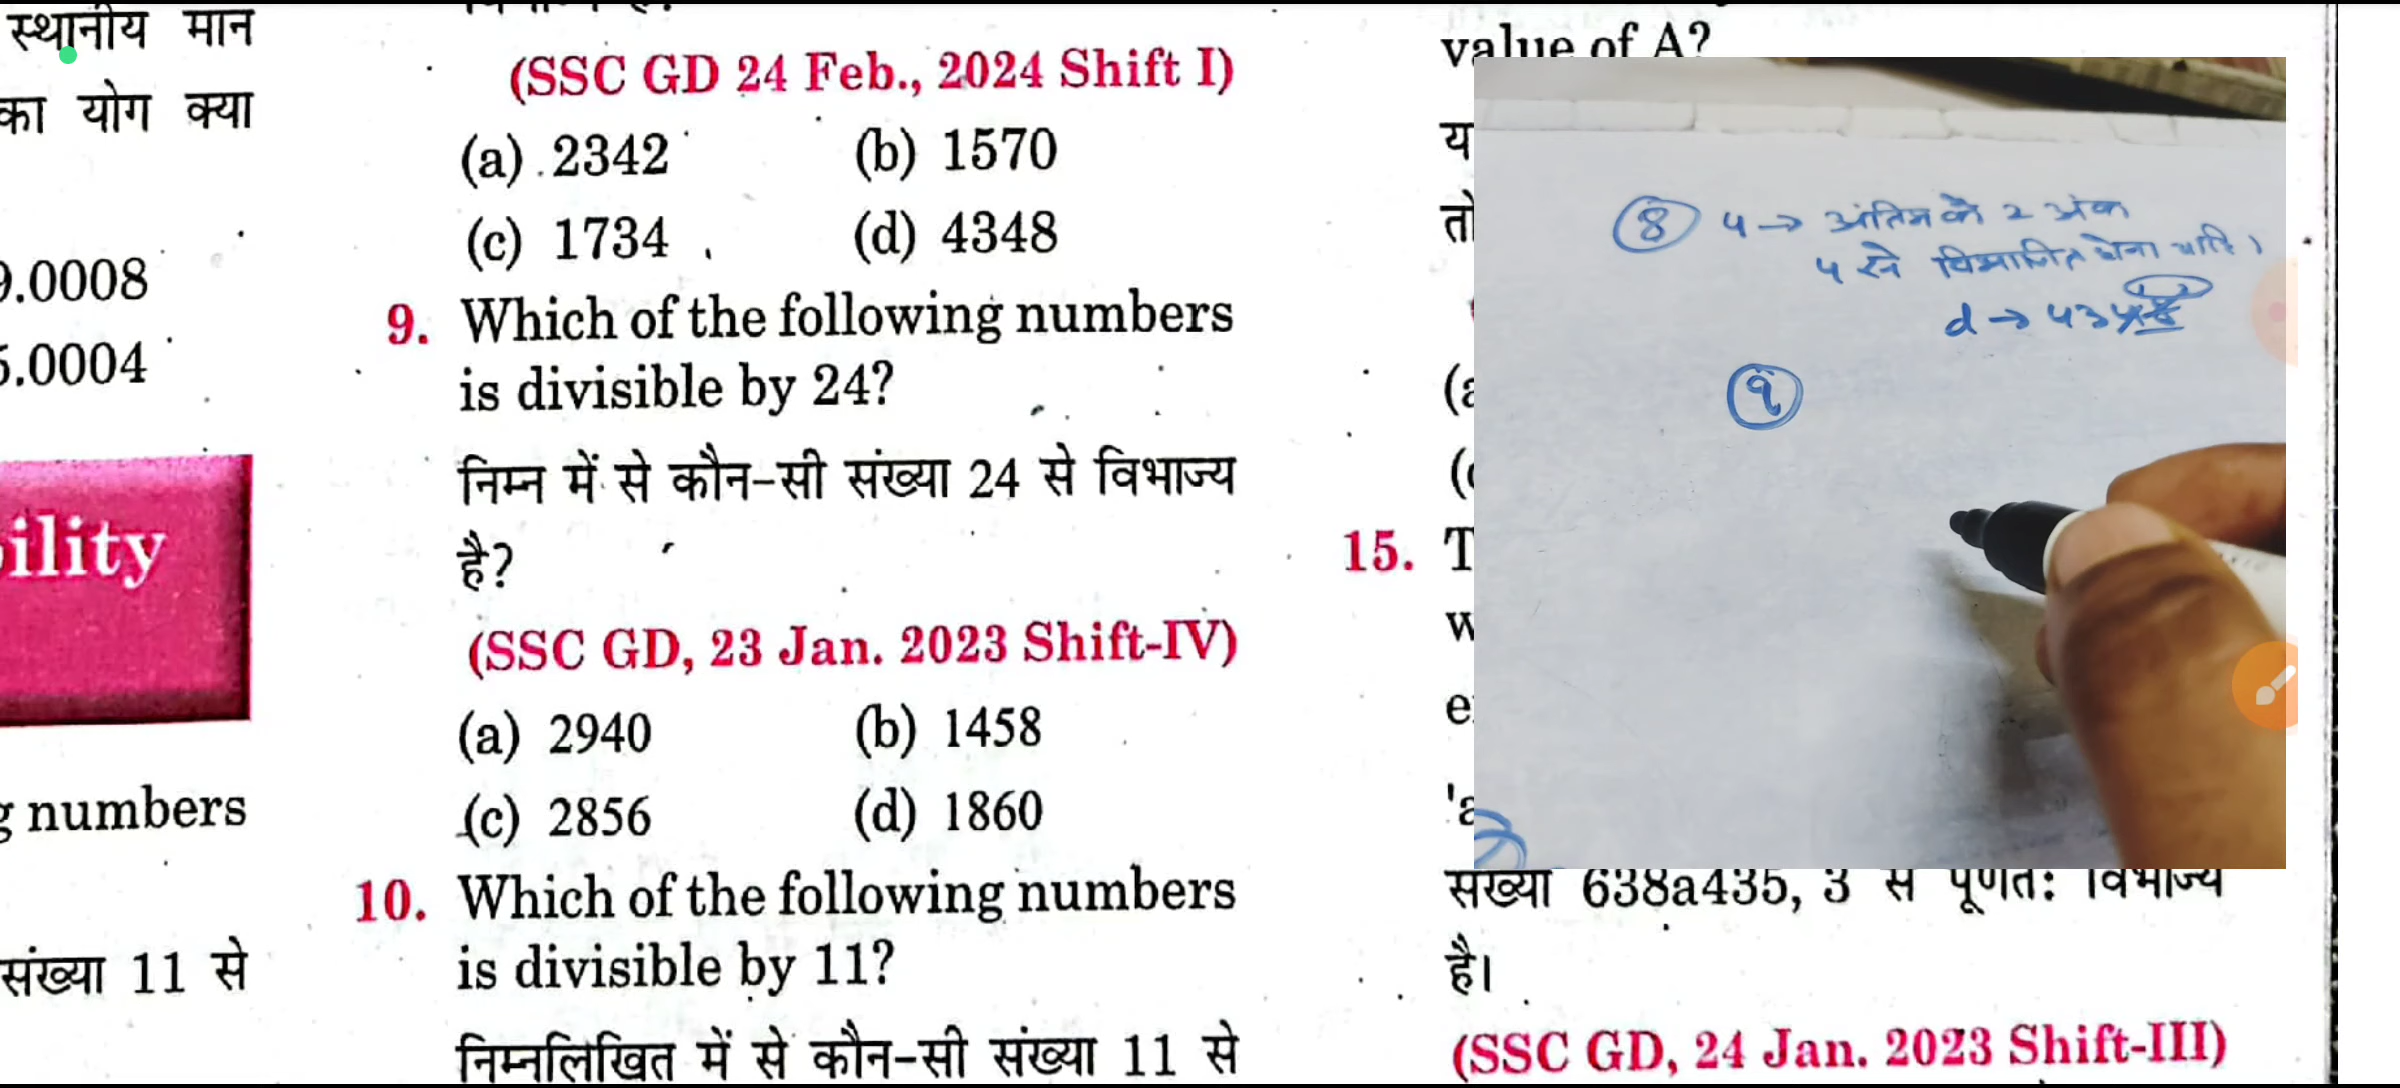 स्थानीय मान
का योग क्या
9.0008
5.0004
ility
numbers
संख्या 11 से
(SSC GD 24 Feb., 2024 Shift I)
(a) 2342 (b) 1570
(c) 1734 (d) 4348
9. Which of the following numbers
is divisible by 24?
निम्न में से कौन-सी संख्या 24 से विभाज्य
है?
(SSC GD, 23 Jan. 2023 Shift-IV)
(a) 2940 (b) 1458
(c) 2856 (d) 1860
10. Which of the following numbers
is divisible by 11?
निम्नलिखित में से कौन-सी संख्या 11 से
value of A?
8 4 → अंतिम के 2 अंक
4 से विभाजित होना
d → 434
9
15.
संख्या 638a435, 3 से पूर्णत: विभाज्य
है।
(SSC GD, 24 Jan. 2023 Shift-III)